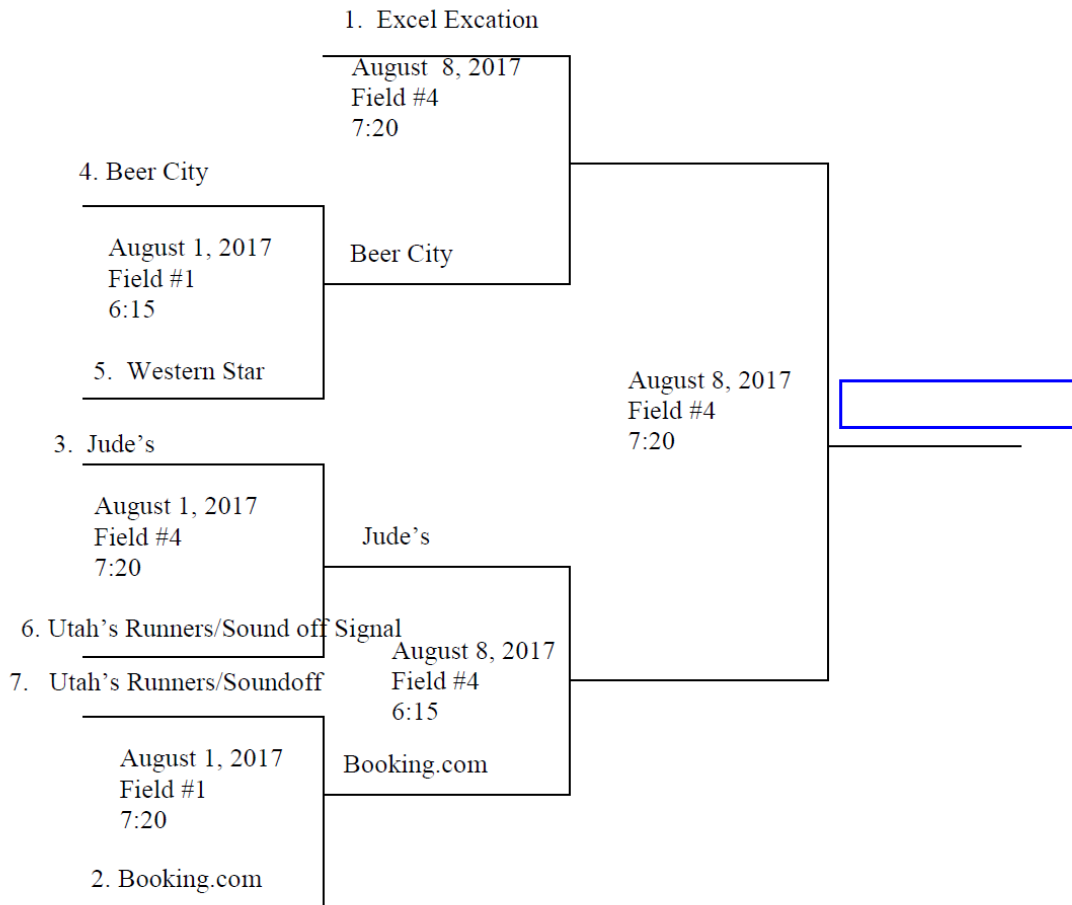 1. Excel Excation
August 8, 2017
Field #4
7:20
4. Beer City
August 1, 2017
Field #1
6:15
Beer City
5. Western Star
August 8, 2017
Field #4
7:20
3. Jude's
August 1, 2017
Field #4
7:20
Jude's
6. Utah's Runners/Sound off Signal
August 8, 2017
Field #4
6:15
7. Utah's Runners/Soundoff
August 1, 2017
Field #1
7:20
Booking.com
2. Booking.com